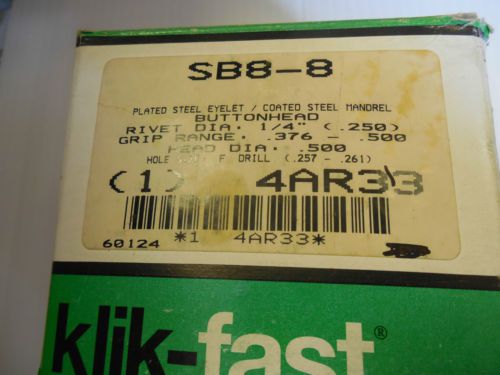 SB8-8
PLATED STEEL EYELET / COATED STEEL MANDREL
BUTTONHEAD
RIVET DIA: 1/4" (.250)
GRIP RANGE: .376 - .500
HEAD DIA: .500
HOLE F DRILL (.257 - .261)
(1) 4AR33
60124
*1 4AR33*
klik-fast®